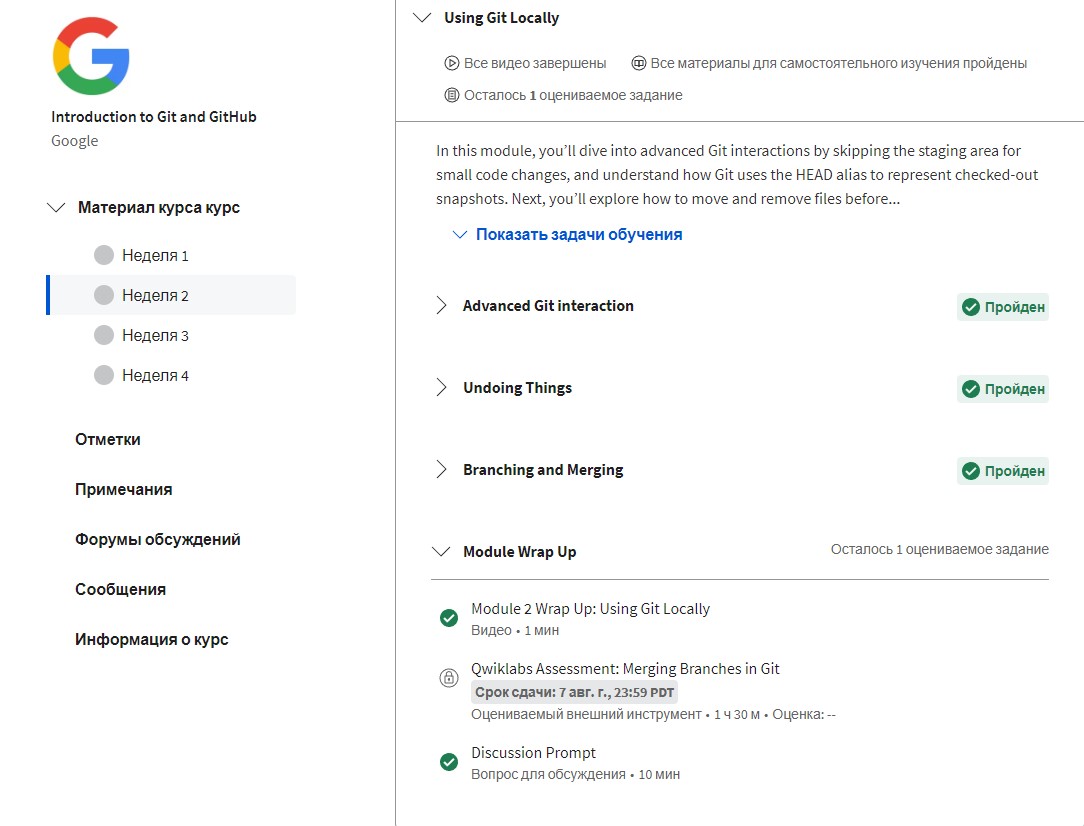 Introduction to Git and GitHub
Google
Материал курса курс
Неделя 1
Неделя 2
Неделя 3
Неделя 4
Отметки
Примечания
Форумы обсуждений
Сообщения
Информация о курс
Using Git Locally
Все видео завершены
Все материалы для самостоятельного изучения пройдены
Осталось 1 оцениваемое задание
In this module, you’ll dive into advanced Git interactions by skipping the staging area for
small code changes, and understand how Git uses the HEAD alias to represent checked-out
snapshots. Next, you’ll explore how to move and remove files before...
Показать задачи обучения
Advanced Git interaction
Пройден
Undoing Things
Пройден
Branching and Merging
Пройден
Module Wrap Up
Осталось 1 оцениваемое задание
Module 2 Wrap Up: Using Git Locally
Видео • 1 мин
Qwiklabs Assessment: Merging Branches in Git
Срок сдачи: 7 авг. г., 23:59 PDT
Оцениваемый внешний инструмент • 1 ч 30 м • Оценка: --
Discussion Prompt
Вопрос для обсуждения • 10 мин